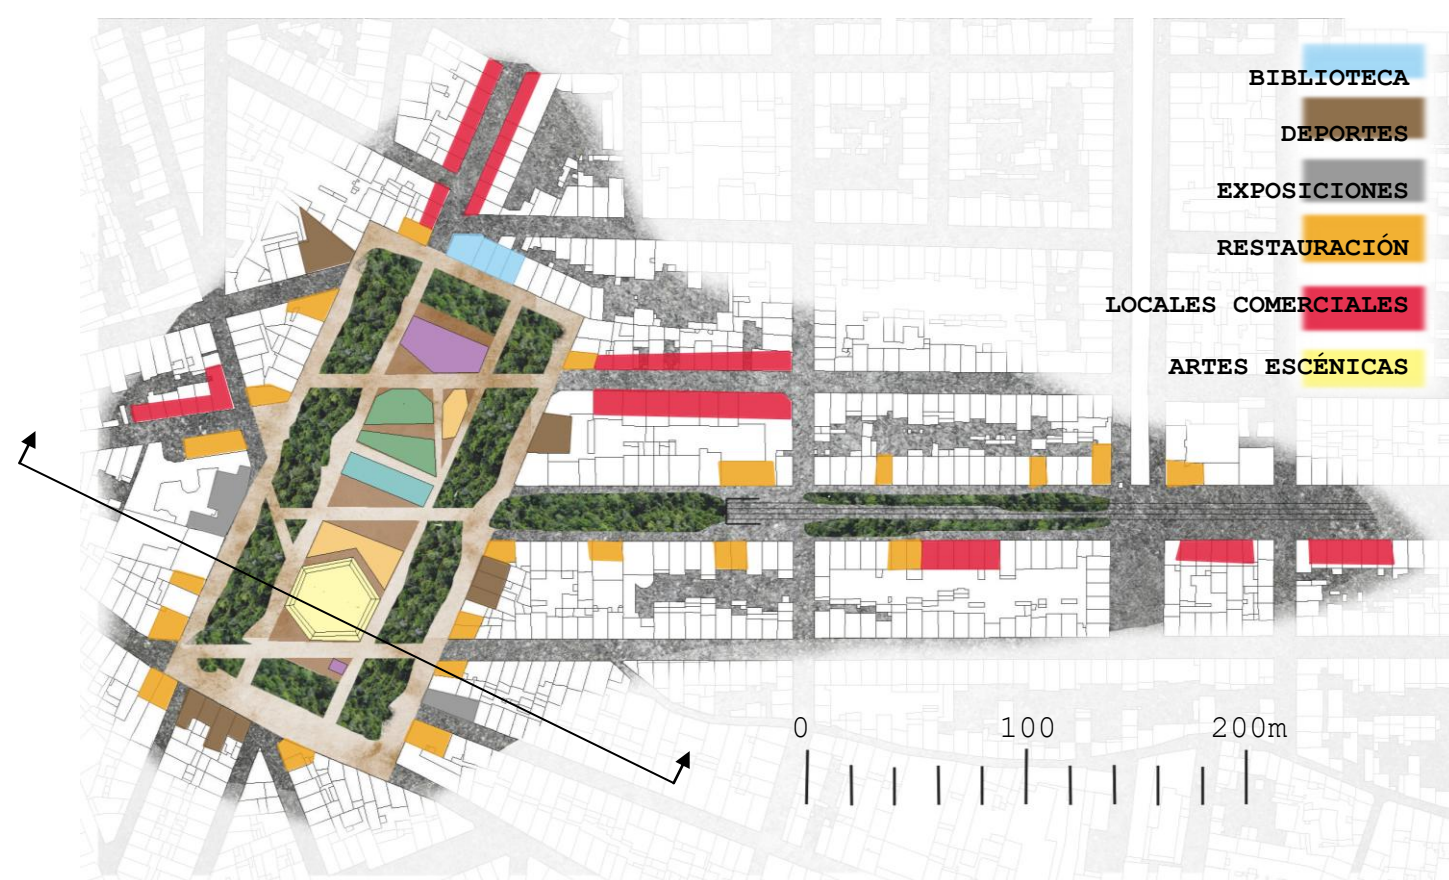 BIBLIOTECA
DEPORTES
EXPOSICIONES
RESTAURACIÓN
LOCALES COMERCIALES
ARTES ESCÉNICAS
0 100 200m